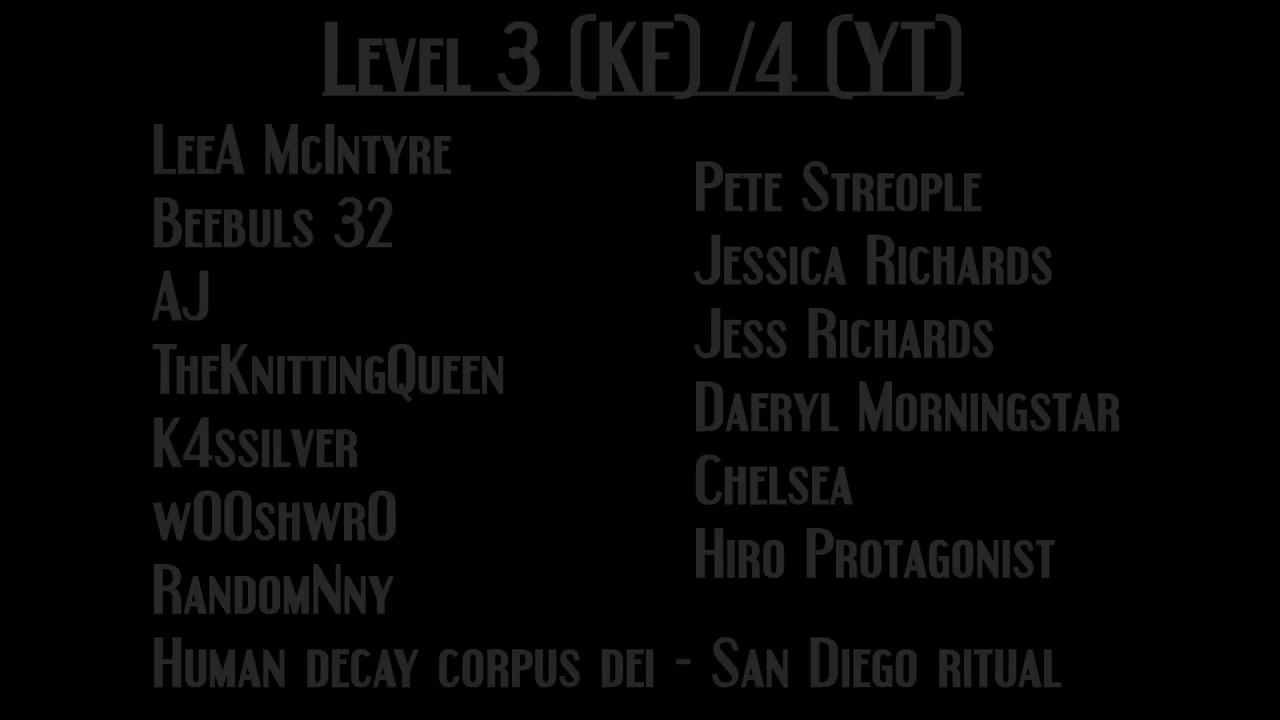 Level 3 (KF) /4 (YT)
LeeA McIntyre
Beebuls 32
AJ
TheKnittingQueen
K4ssilver
w00shwr0
RandomNny
Human decay corpus dei - San Diego ritual
Pete Streople
Jessica Richards
Jess Richards
Daeryl Morningstar
Chelsea
Hiro Protagonist